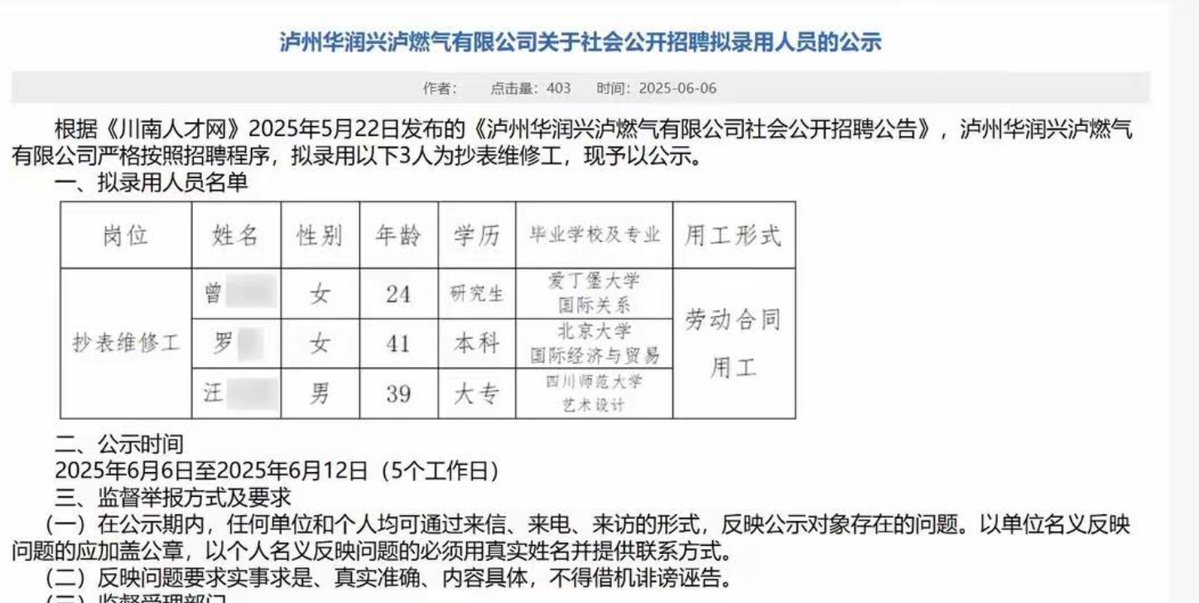 泸州华润兴泸燃气有限公司关于社会公开招聘拟录用人员的公示
作者： 点击量：403 时间：2025-06-06
根据《川南人才网》2025年5月22日发布的《泸州华润兴泸燃气有限公司社会公开招聘公告》，泸州华润兴泸燃气
有限公司严格按照招聘程序，拟录用以下3人为抄表维修工，现予以公示。
一、拟录用人员名单
岗位 姓名 性别 年龄 学历 毕业学校及专业 用工形式
抄表维修工
曾 女 24 研究生 爱丁堡大学
国际关系
罗 女 41 本科 北京大学
国际经济与贸易
汪 男 39 大专 四川师范大学
艺术设计
劳动合同
用工
二、公示时间
2025年6月6日至2025年6月12日（5个工作日）
三、监督举报方式及要求
（一）在公示期内，任何单位和个人均可通过来信、来电、来访的形式，反映公示对象存在的问题。以单位名义反映
问题的应加盖公章，以个人名义反映问题的必须用真实姓名并提供联系方式。
（二）反映问题要求实事求是、真实准确、内容具体，不得借机诽谤诬告。
（三）监督受理部门